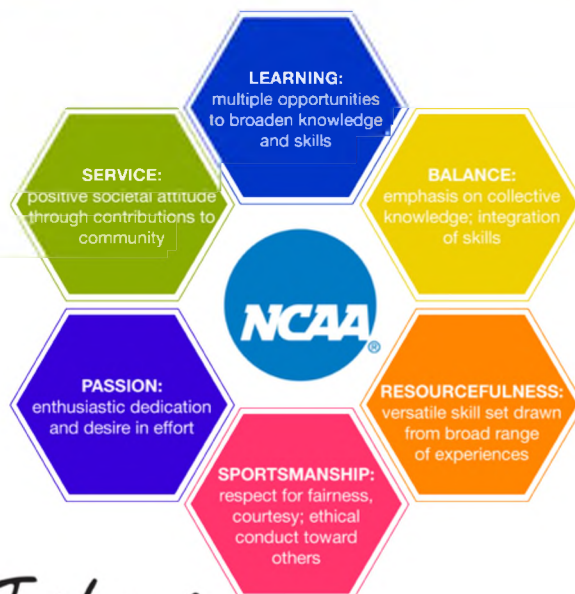 LEARNING:
multiple opportunities
to broaden knowledge
and skills
SERVICE:
positive societal attitude
through contributions to
community
BALANCE:
emphasis on collective
knowledge; integration
of skills
NCAA
®
PASSION:
enthusiastic dedication
and desire in effort
RESOURCEFULNESS:
versatile skill set drawn
from broad range
of experiences
SPORTSMANSHIP:
respect for fairness,
courtesy; ethical
conduct toward
others